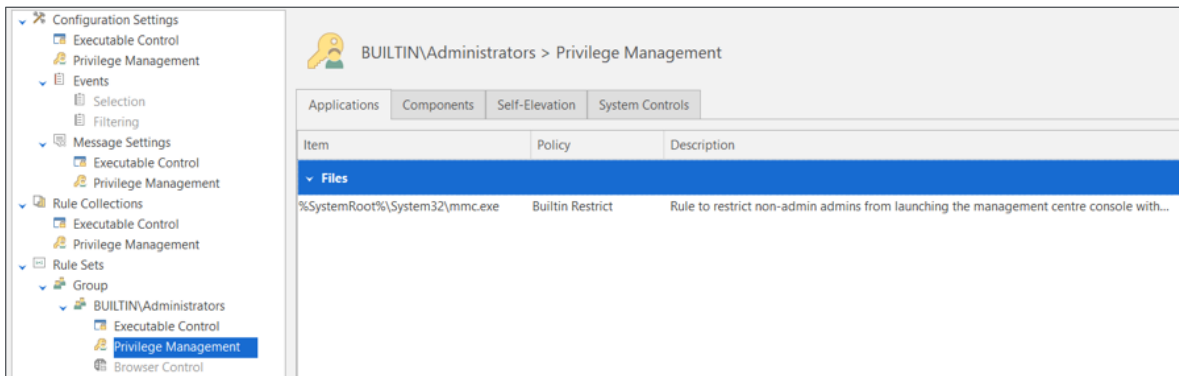 Configuration Settings
Executable Control
Privilege Management
Events
Selection
Filtering
Message Settings
Executable Control
Privilege Management
Rule Collections
Executable Control
Privilege Management
Rule Sets
Group
BUILTIN\Administrators
Executable Control
Privilege Management
Browser Control
BUILTIN\Administrators > Privilege Management
Applications Components Self-Elevation System Controls
Item Policy Description
Files
%SystemRoot%\System32\mmc.exe Builtin Restrict Rule to restrict non-admin admins from launching the management centre console with...